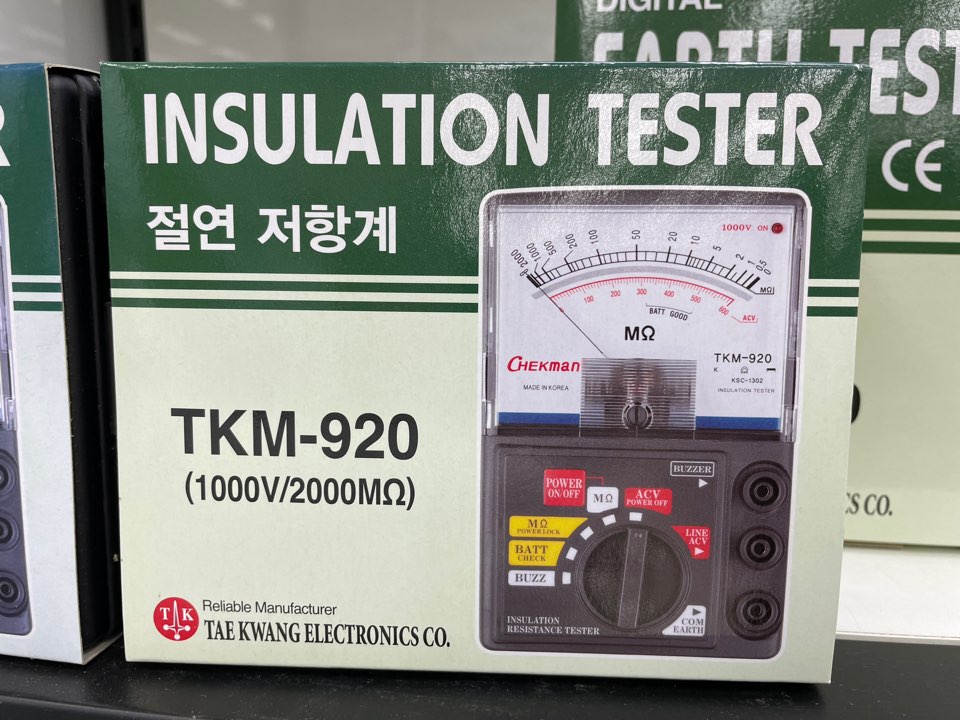 DIGITAL
EARTH TEST
CE
S CO.
R
INSULATION TESTER
절연 저항계
TKM-920
(1000V/2000MΩ)
TK
Reliable Manufacturer
TAE KWANG ELECTRONICS CO.
1000V ON
∞ 2000 1000 500 200 100 50 20 10 5 2 1 0.5 0
MΩ
100 200 300 400 500 600
ACV
BATT GOOD
MΩ
CHEKman
MADE IN KOREA
TKM-920
K
KSC-1302
INSULATION TESTER
BUZZER
POWER
ON/OFF
MΩ
ACV
POWER OFF
MΩ
POWER LOCK
BATT
CHECK
BUZZ
LINE
ACV
COM
EARTH
INSULATION
RESISTANCE TESTER